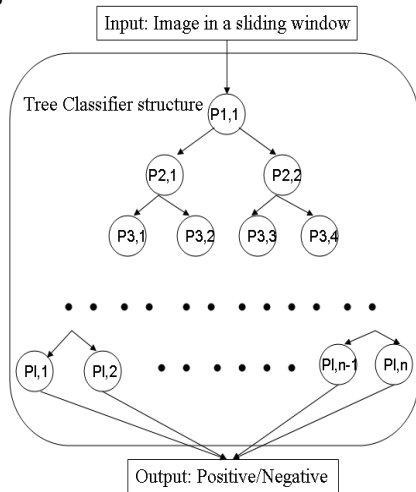 Input: Image in a sliding window
Tree Classifier structure
P1,1
P2,1 P2,2
P3,1 P3,2 P3,3 P3,4
Pl,1 Pl,2 Pl,n-1 Pl,n
Output: Positive/Negative